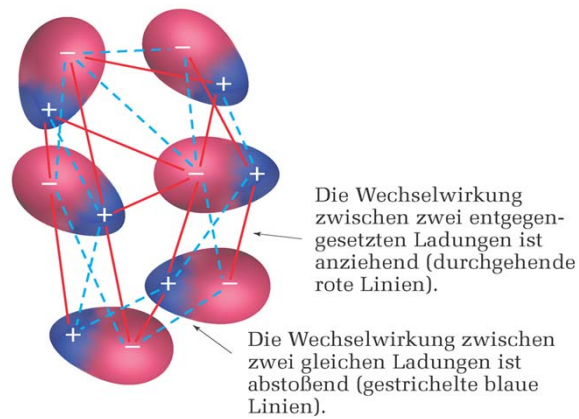 Die Wechselwirkung
zwischen zwei entgegen-
gesetzten Ladungen ist
anziehend (durchgehende
rote Linien).
Die Wechselwirkung zwischen
zwei gleichen Ladungen ist
abstoßend (gestrichelte blaue
Linien).